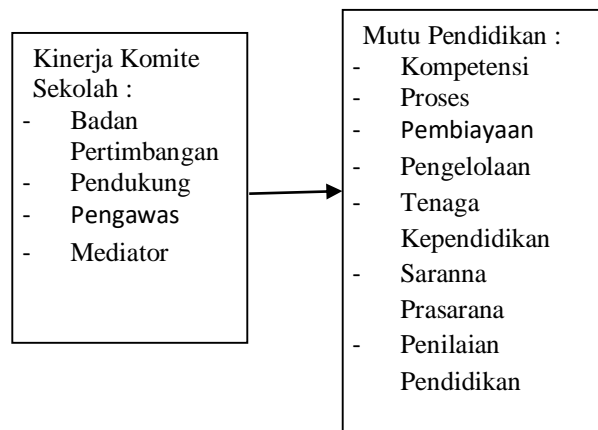 Kinerja Komite
Sekolah :
- Badan
Pertimbangan
- Pendukung
- Pengawas
- Mediator
Mutu Pendidikan :
- Kompetensi
- Proses
- Pembiayaan
- Pengelolaan
- Tenaga
Kependidikan
- Saranna
Prasarana
- Penilaian
Pendidikan